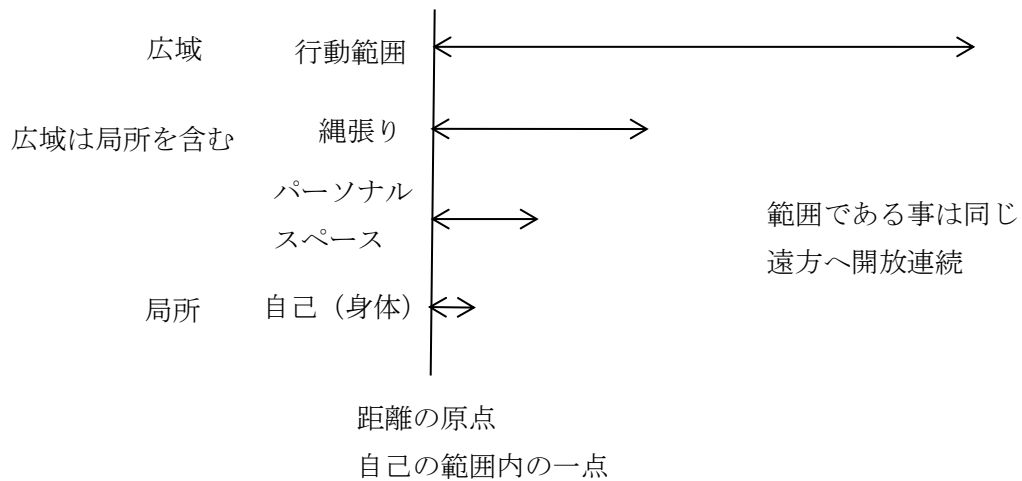 広域
行動範囲
広域は局所を含む
縄張り
パーソナル
スペース
範囲である事は同じ
遠方へ開放連続
局所
自己（身体）
距離の原点
自己の範囲内の一点